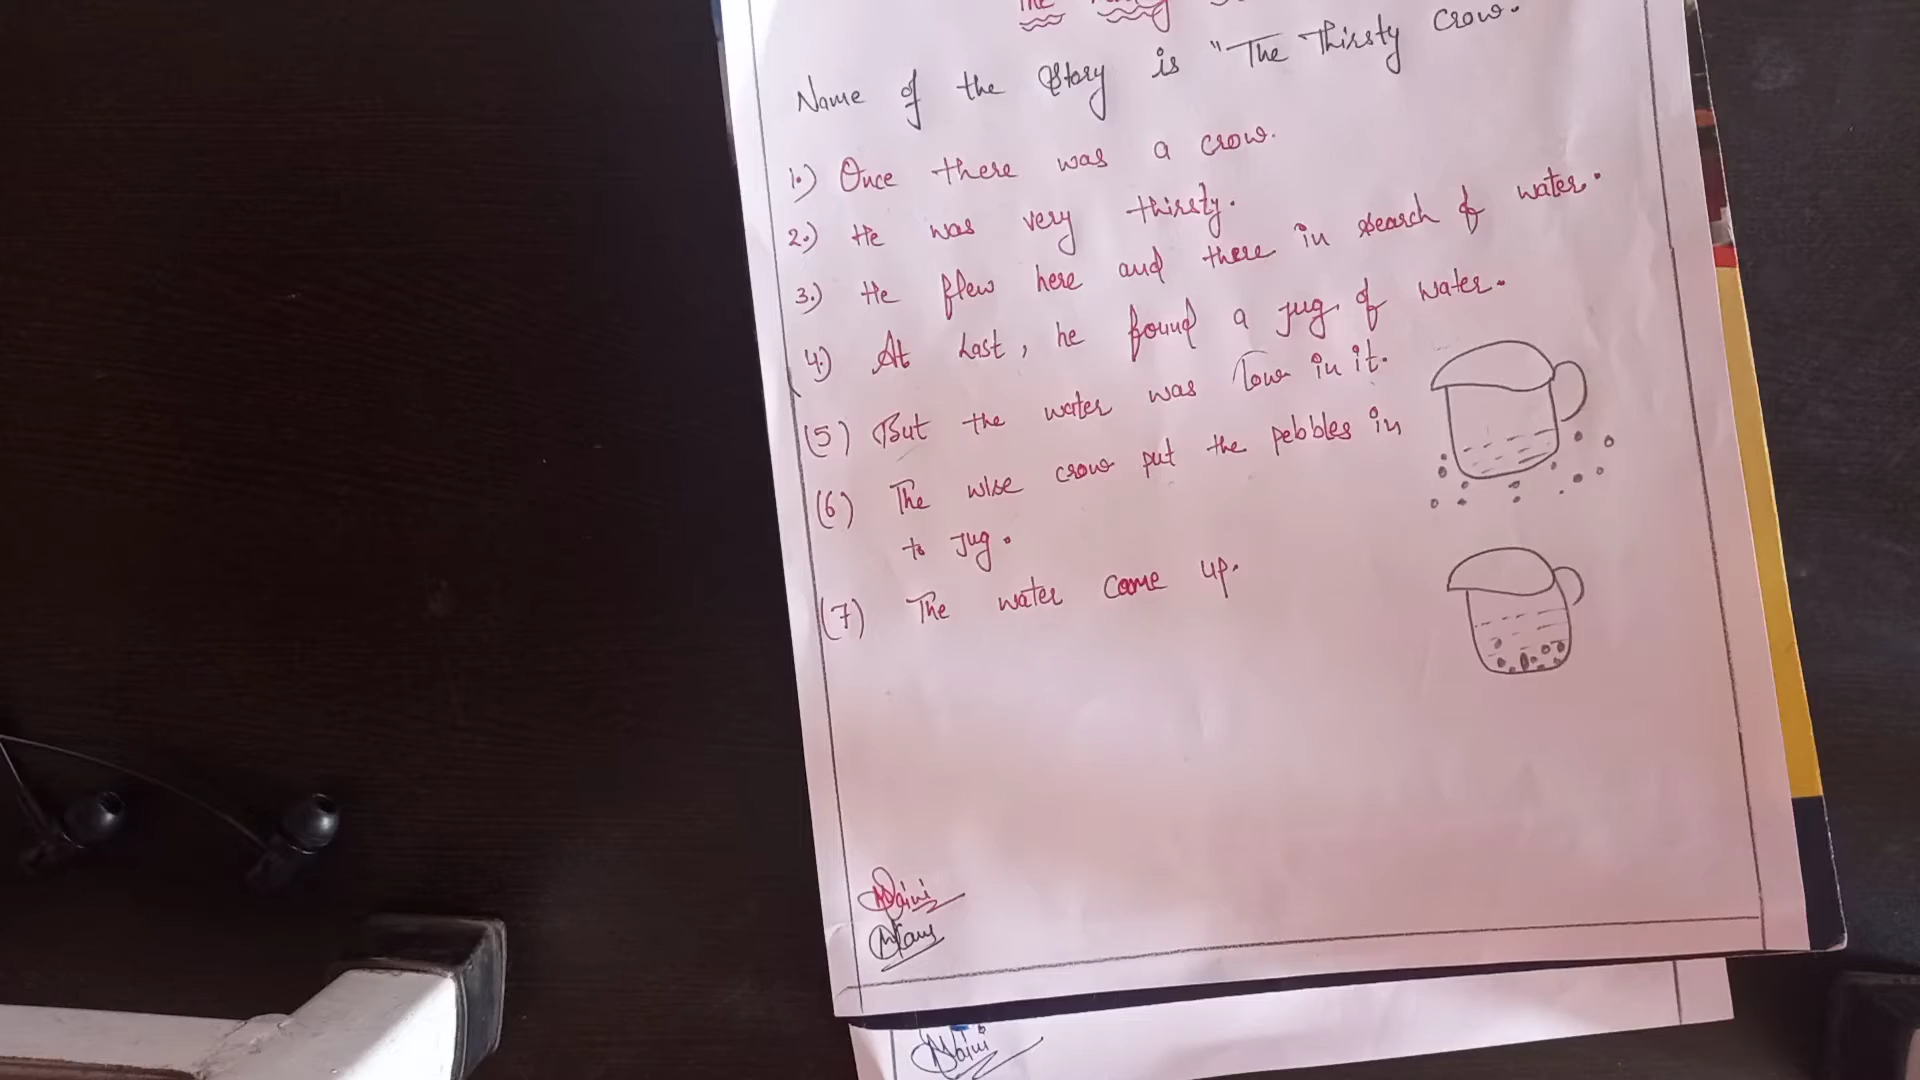 The
Name of the Story is "The Thirsty Crow.
1.) Once there was a crow.
2.) He was very thirsty.
3.) He flew here and there in search of water.
4.) At Last, he found a jug of water.
(5) But the water was low in it.
(6) The wise crow put the pebbles in
to jug.
(7) The water come up.